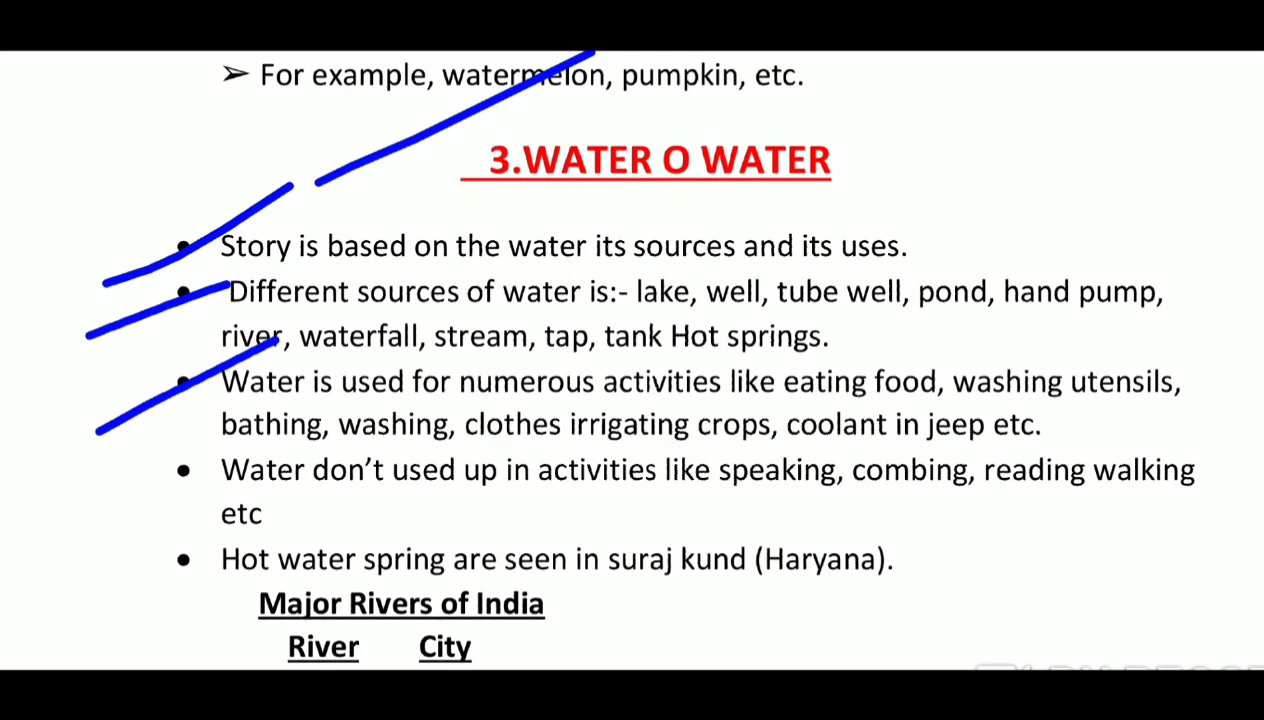 ➢ For example, watermelon, pumpkin, etc.
3.WATER O WATER
• Story is based on the water its sources and its uses.
• Different sources of water is:- lake, well, tube well, pond, hand pump,
river, waterfall, stream, tap, tank Hot springs.
• Water is used for numerous activities like eating food, washing utensils,
bathing, washing, clothes irrigating crops, coolant in jeep etc.
• Water don’t used up in activities like speaking, combing, reading walking
etc
• Hot water spring are seen in suraj kund (Haryana).
Major Rivers of India
River City